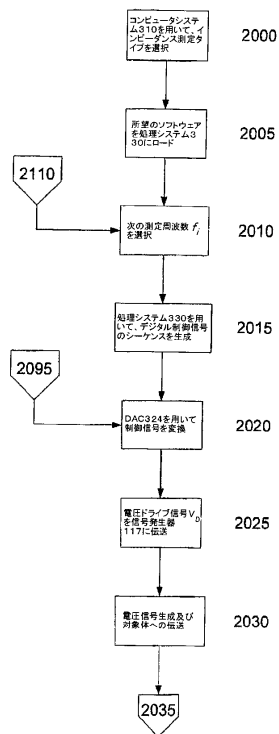 コンピュータシステ
ム310を用いて、イ
ンピーダンス測定タ
イプを選択
2000
所望のソフトウェア
を処理システム3
30にロード
2005
2110
次の測定周波数 fi
を選択
2010
処理システム330を
用いて、デジタル制御信号
のシーケンスを生成
2015
2095
DAC324を用いて
制御信号を変換
2020
電圧ドライブ信号VD
を信号発生器
117に伝送
2025
電圧信号生成及び
対象体への伝送
2030
2035